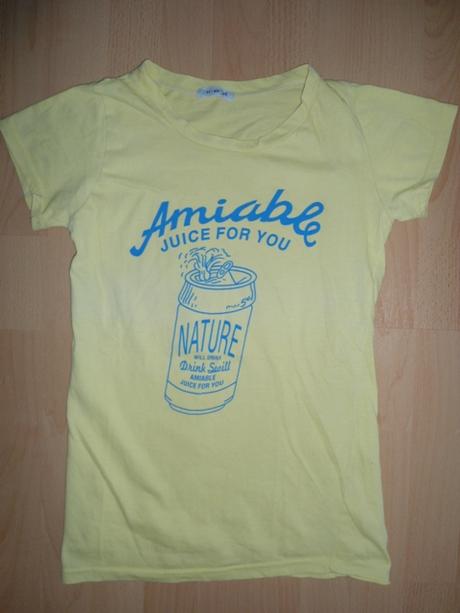 Amiable
JUICE FOR YOU
NATURE
WILL DRINK
Drink Swill
AMIABLE
JUICE FOR YOU!